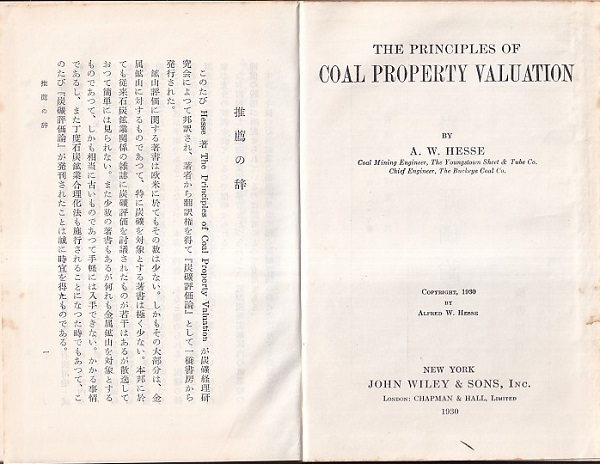 推薦の辞
このたび Hesse 著 The Principles of Coal Property Valuation が炭礦経理研
究会によつて邦訳され、著者から翻訳権を得て『炭礦評価論』として一橋書房から
発行された。
鉱山評価に関する著書は欧米に於てもその数は少ない。しかもその大部分は、金
属鉱山に対するものであつて、特に炭礦を対象とする著書は極く少ない。本邦に於
ても従来石炭鉱業関係の雑誌に炭礦評価を討議されたものが若干はあるが散逸して
おつて簡単には見られない。また少数の著書もあるが何れも金属鉱山を対象とする
ものであつて、しかも相当に古いものであつて手軽には入手できない。かかる事情
であるし、また丁度石炭鉱業合理化法も施行されることになつた時でもあつて、こ
のたび『炭礦評価論』が発刊されたことは誠に時宜を得たものである。
推薦の辞
一
THE PRINCIPLES OF
COAL PROPERTY VALUATION
BY
A. W. HESSE
Coal Mining Engineer, The Youngstown Sheet & Tube Co.
Chief Engineer, The Buckeye Coal Co.
COPYRIGHT, 1930
BY
ALFRED W. HESSE
NEW YORK
JOHN WILEY & SONS, INC.
LONDON: CHAPMAN & HALL, LIMITED
1930